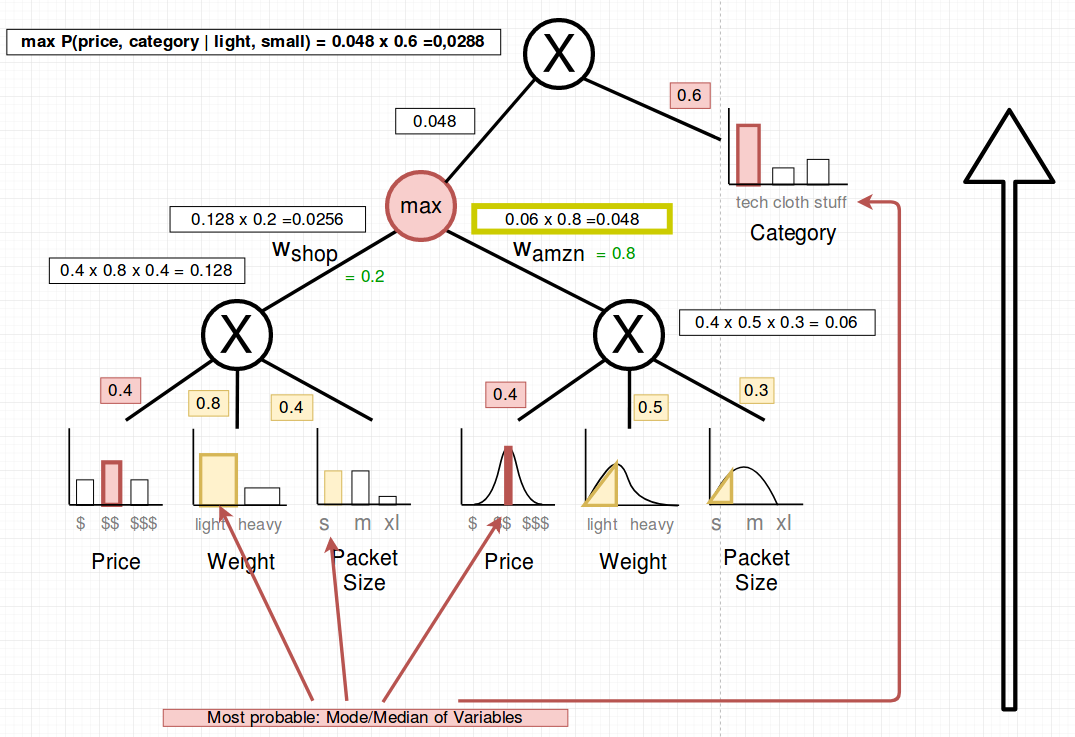 max P(price, category | light, small) = 0.048 x 0.6 =0,0288
X
0.6
0.048
max
tech cloth stuff
Category
0.128 x 0.2 =0.0256
0.06 x 0.8 =0.048
wshop
= 0.2
wamzn
= 0.8
0.4 x 0.8 x 0.4 = 0.128
0.4 x 0.5 x 0.3 = 0.06
X
X
0.4
0.8
0.4
0.4
0.5
0.3
$ $$ $$$
light heavy
s m xl
$ $$ $$$
light heavy
s m xl
Price
Weight
Packet
Size
Price
Weight
Packet
Size
Most probable: Mode/Median of Variables